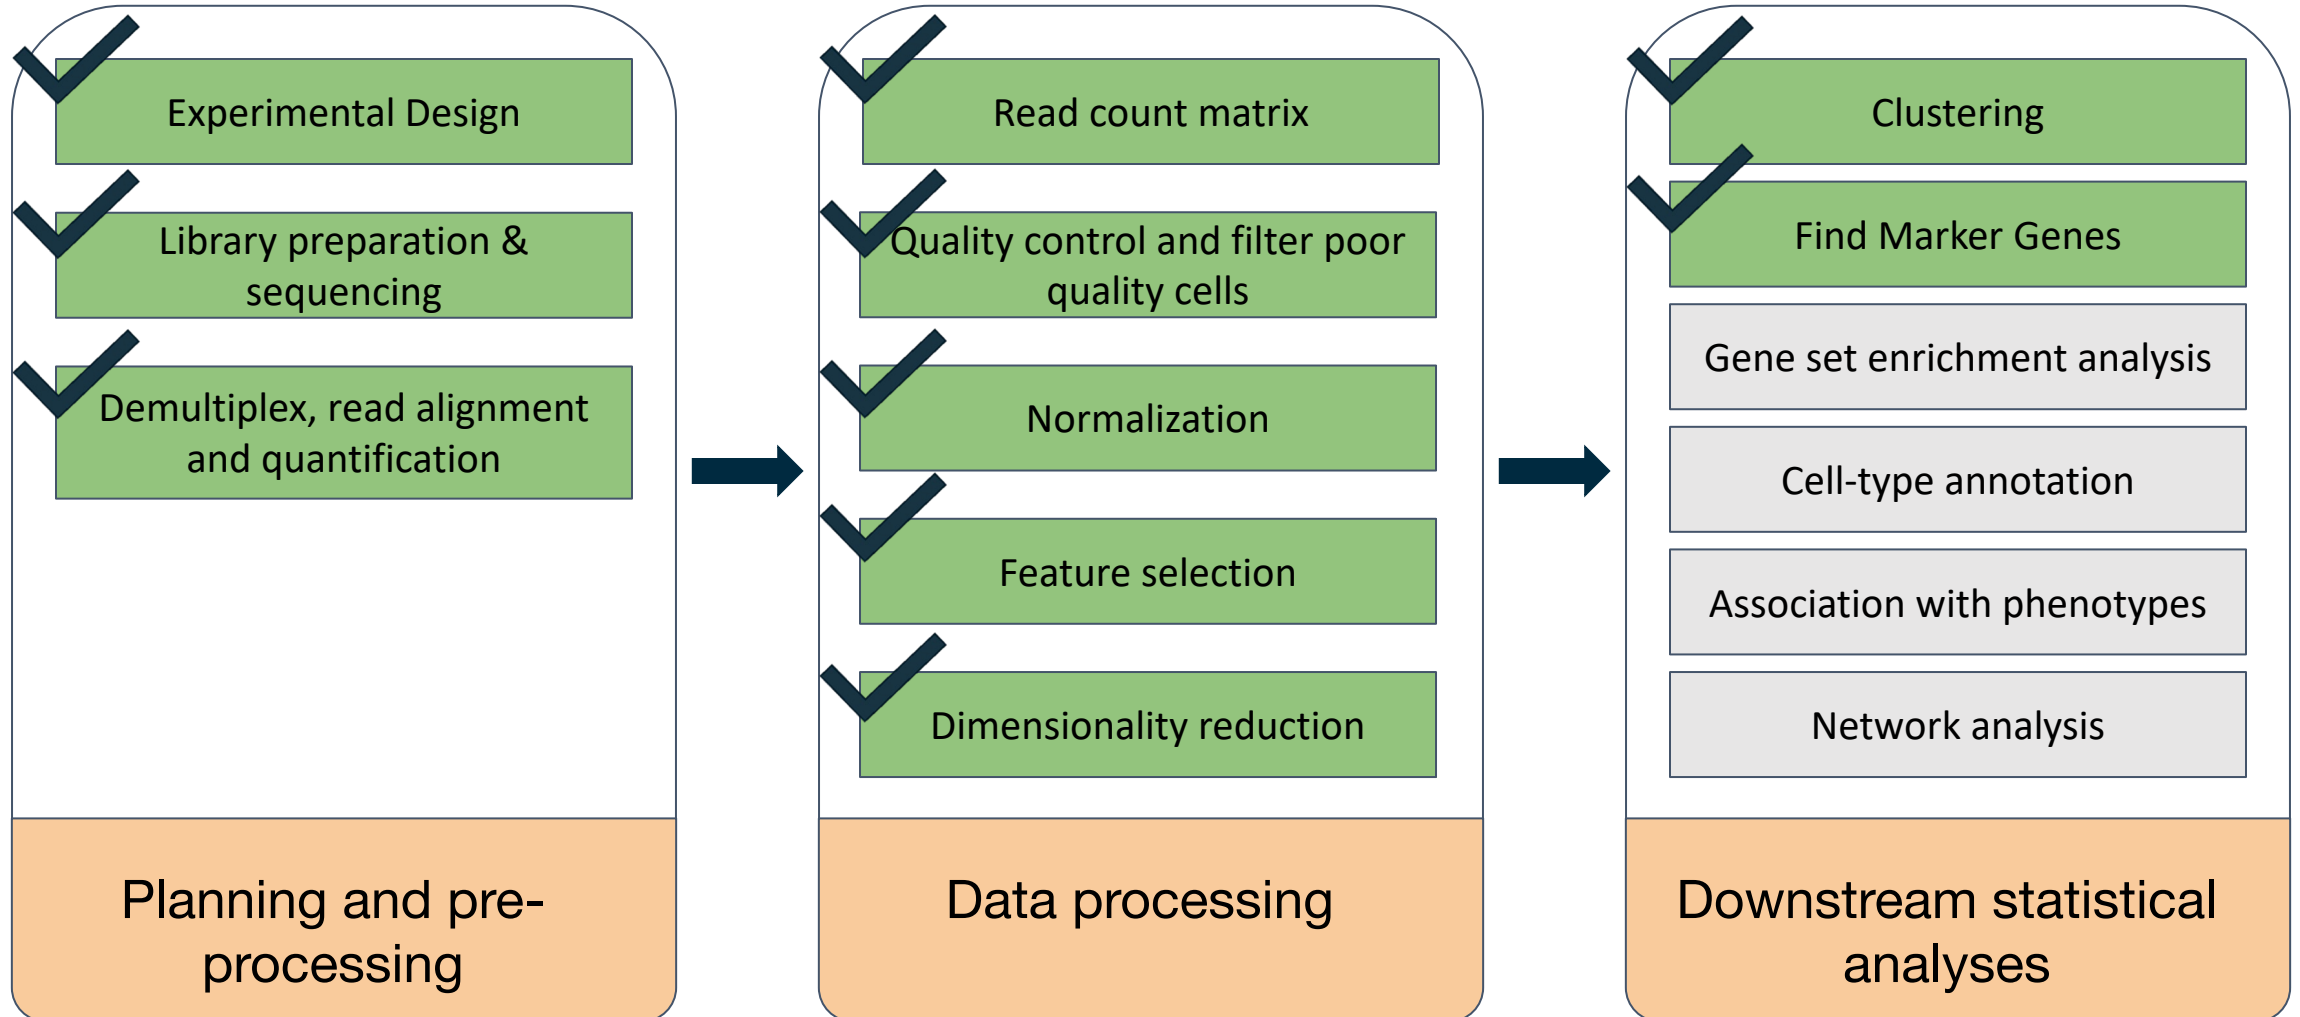 Experimental Design
Library preparation &
sequencing
Demultiplex, read alignment
and quantification
Planning and pre-
processing
Read count matrix
Quality control and filter poor
quality cells
Normalization
Feature selection
Dimensionality reduction
Data processing
Clustering
Find Marker Genes
Gene set enrichment analysis
Cell-type annotation
Association with phenotypes
Network analysis
Downstream statistical
analyses